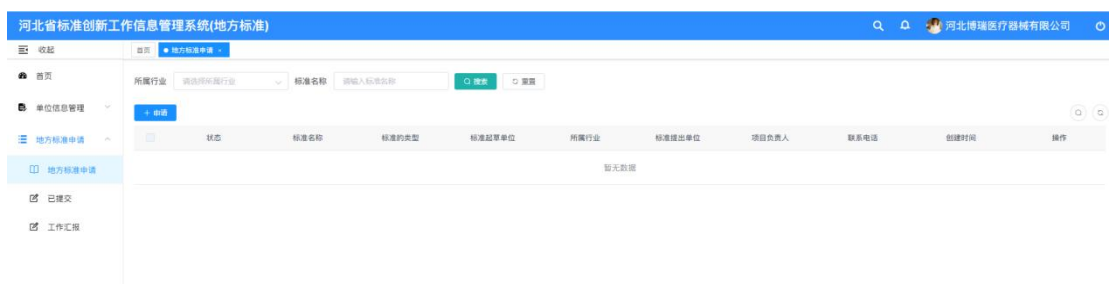 河北省标准创新工作信息管理系统(地方标准)
河北博瑞医疗器械有限公司
收起
首页
地方标准申请 ×
首页
所属行业 请选择所属行业 标准名称 请输入标准名称 搜索 重置
单位信息管理
+ 申请
地方标准申请
状态 标准名称 标准的类型 标准起草单位 所属行业 标准提出单位 项目负责人 联系电话 创建时间 操作
暂无数据
地方标准申请
已提交
工作汇报